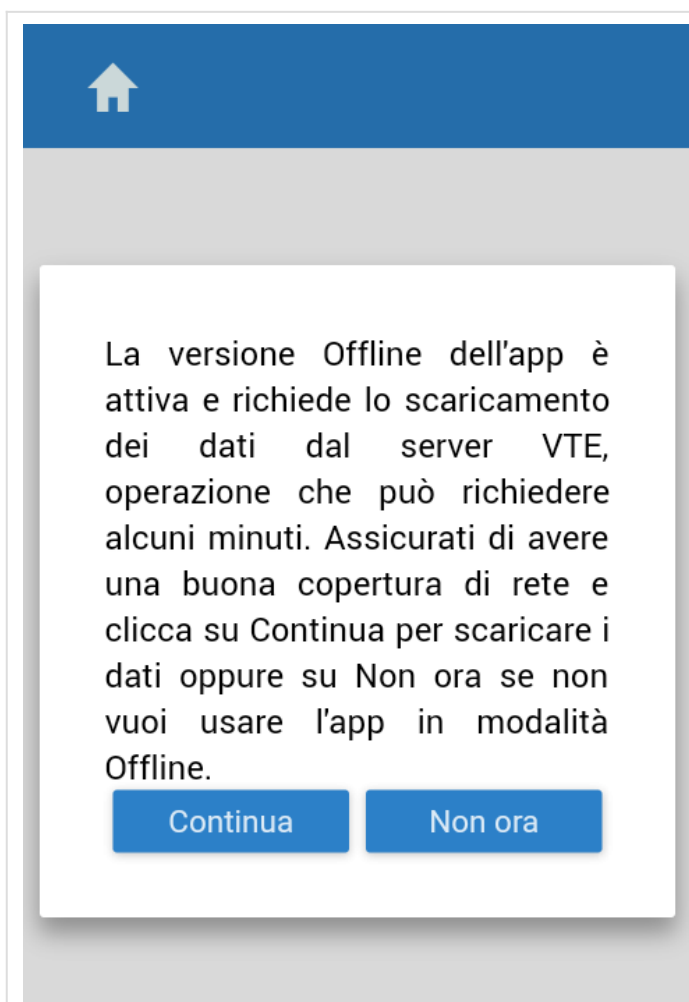 La versione Offline dell'app è
attiva e richiede lo scaricamento
dei dati dal server VTE,
operazione che può richiedere
alcuni minuti. Assicurati di avere
una buona copertura di rete e
clicca su Continua per scaricare i
dati oppure su Non ora se non
vuoi usare l'app in modalità
Offline.
Continua Non ora